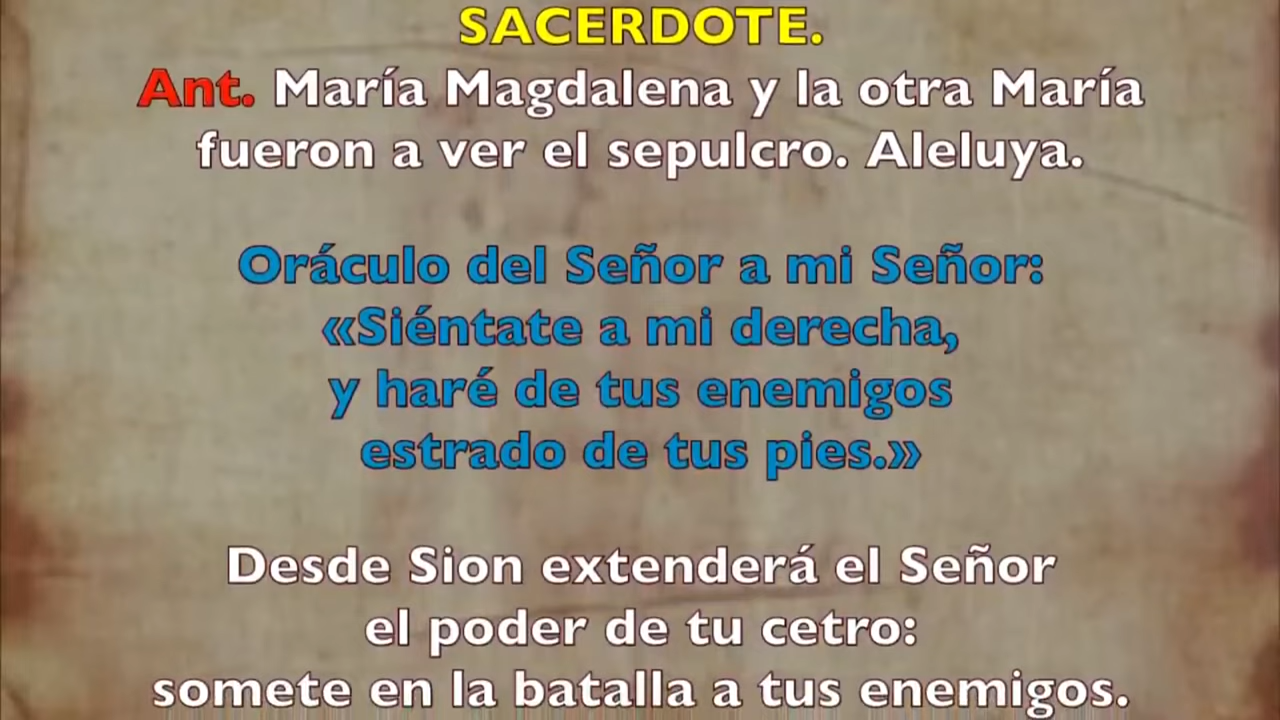 SACERDOTE.
Ant. María Magdalena y la otra María
fueron a ver el sepulcro. Aleluya.
Oráculo del Señor a mi Señor:
«Siéntate a mi derecha,
y haré de tus enemigos
estrado de tus pies.»
Desde Sion extenderá el Señor
el poder de tu cetro:
somete en la batalla a tus enemigos.